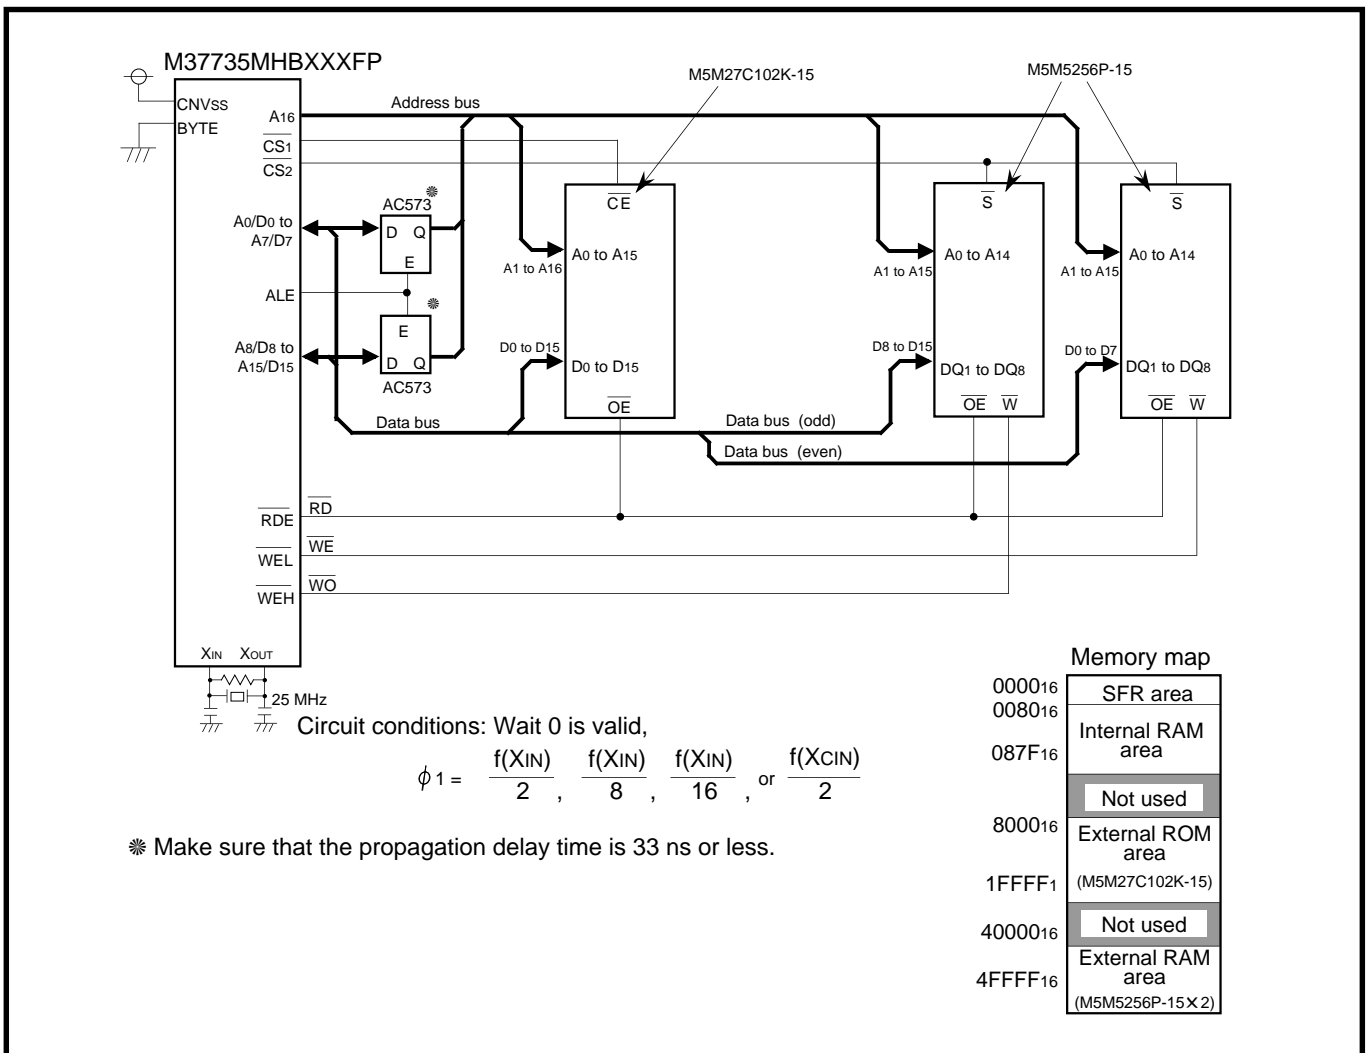 M37735MHBXXXFP
M5M27C102K-15
M5M5256P-15
CNVSS
BYTE
A16
Address bus
CS1
CS2
AC573
A0/D0 to
A7/D7
D Q
E
ALE
E
A8/D8 to
A15/D15
D Q
AC573
CE
A0 to A15
A1 to A16
D0 to D15
D0 to D15
OE
S
A0 to A14
A1 to A15
D8 to D15
DQ1 to DQ8
OE W
S
A0 to A14
A1 to A15
D0 to D7
DQ1 to DQ8
OE W
Data bus
Data bus (odd)
Data bus (even)
RDE
RD
WEL
WE
WEH
WO
XIN XOUT
25 MHz
Circuit conditions: Wait 0 is valid,
ϕ1 = f(XIN)/2, f(XIN)/8, f(XIN)/16, or f(XCIN)/2
❋ Make sure that the propagation delay time is 33 ns or less.
Memory map
000016
SFR area
008016
Internal RAM
area
087F16
Not used
800016
External ROM
area
(M5M27C102K-15)
1FFFF1
Not used
4000016
External RAM
area
4FFFF16
(M5M5256P-15✕2)